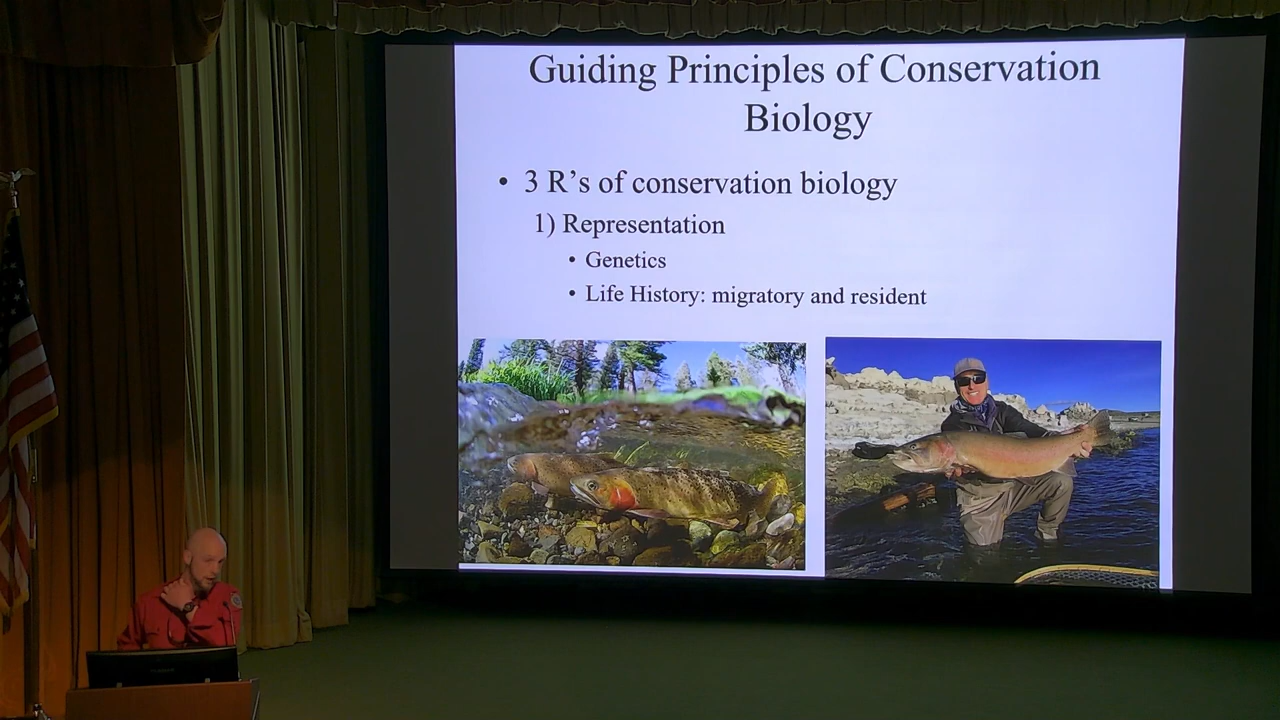 Guiding Principles of Conservation
Biology
• 3 R's of conservation biology
1) Representation
• Genetics
• Life History: migratory and resident